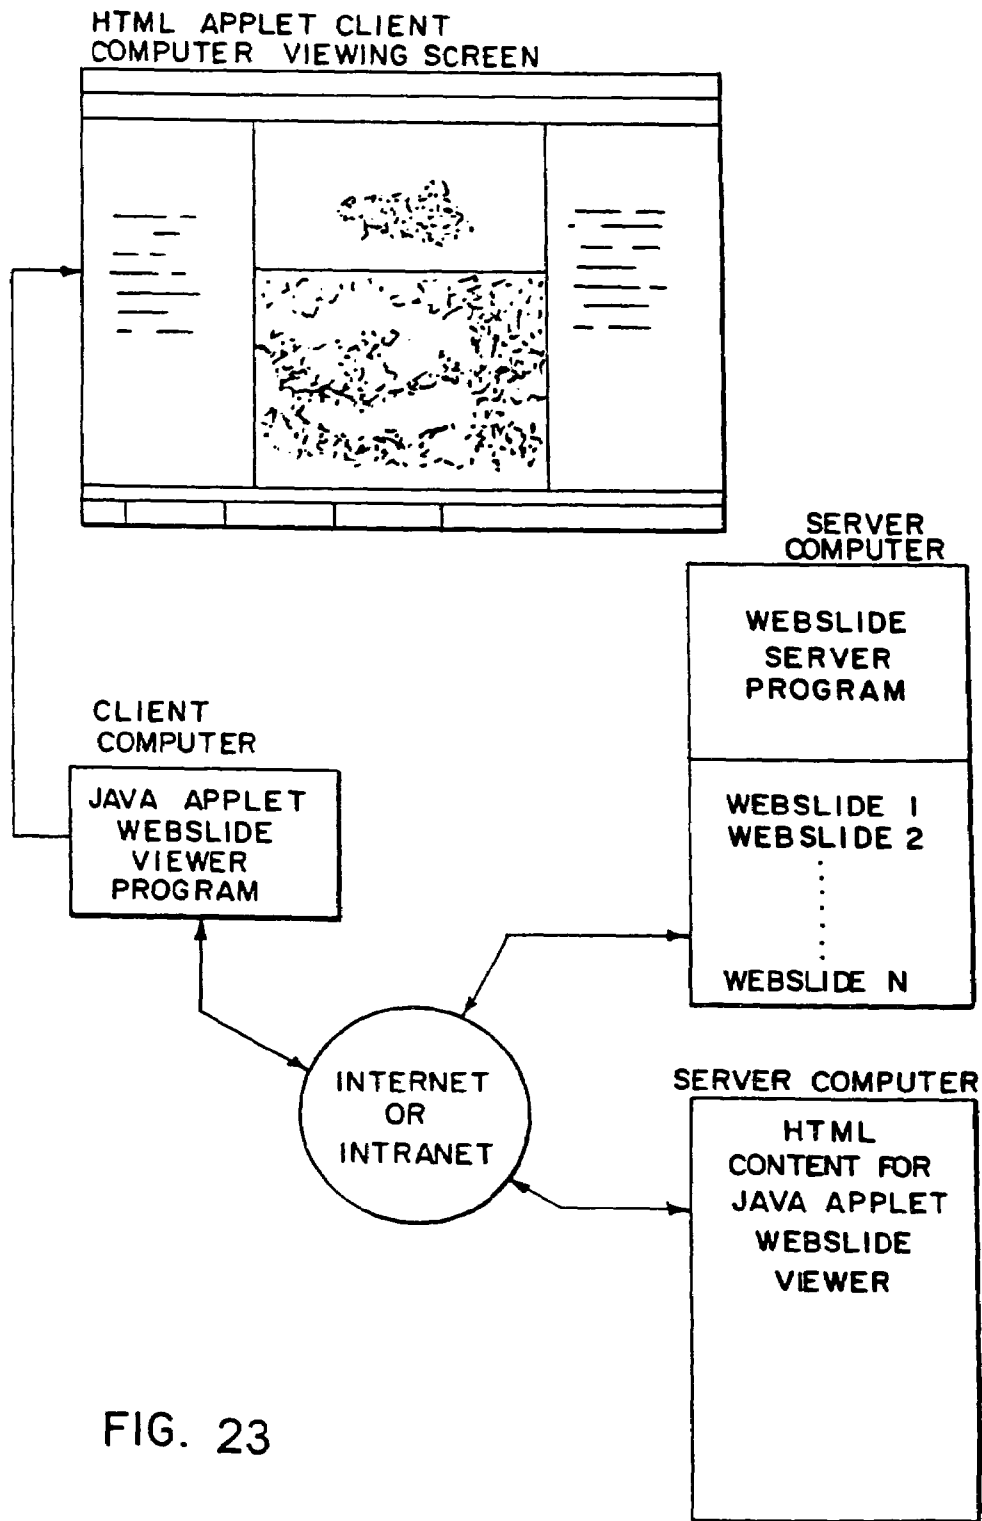 HTML APPLET CLIENT
COMPUTER VIEWING SCREEN
SERVER
COMPUTER
WEBSLIDE
SERVER
PROGRAM
WEBSLIDE 1
WEBSLIDE 2
WEBSLIDE N
CLIENT
COMPUTER
JAVA APPLET
WEBSLIDE
VIEWER
PROGRAM
INTERNET
OR
INTRANET
SERVER COMPUTER
HTML
CONTENT FOR
JAVA APPLET
WEBSLIDE
VIEWER
FIG. 23